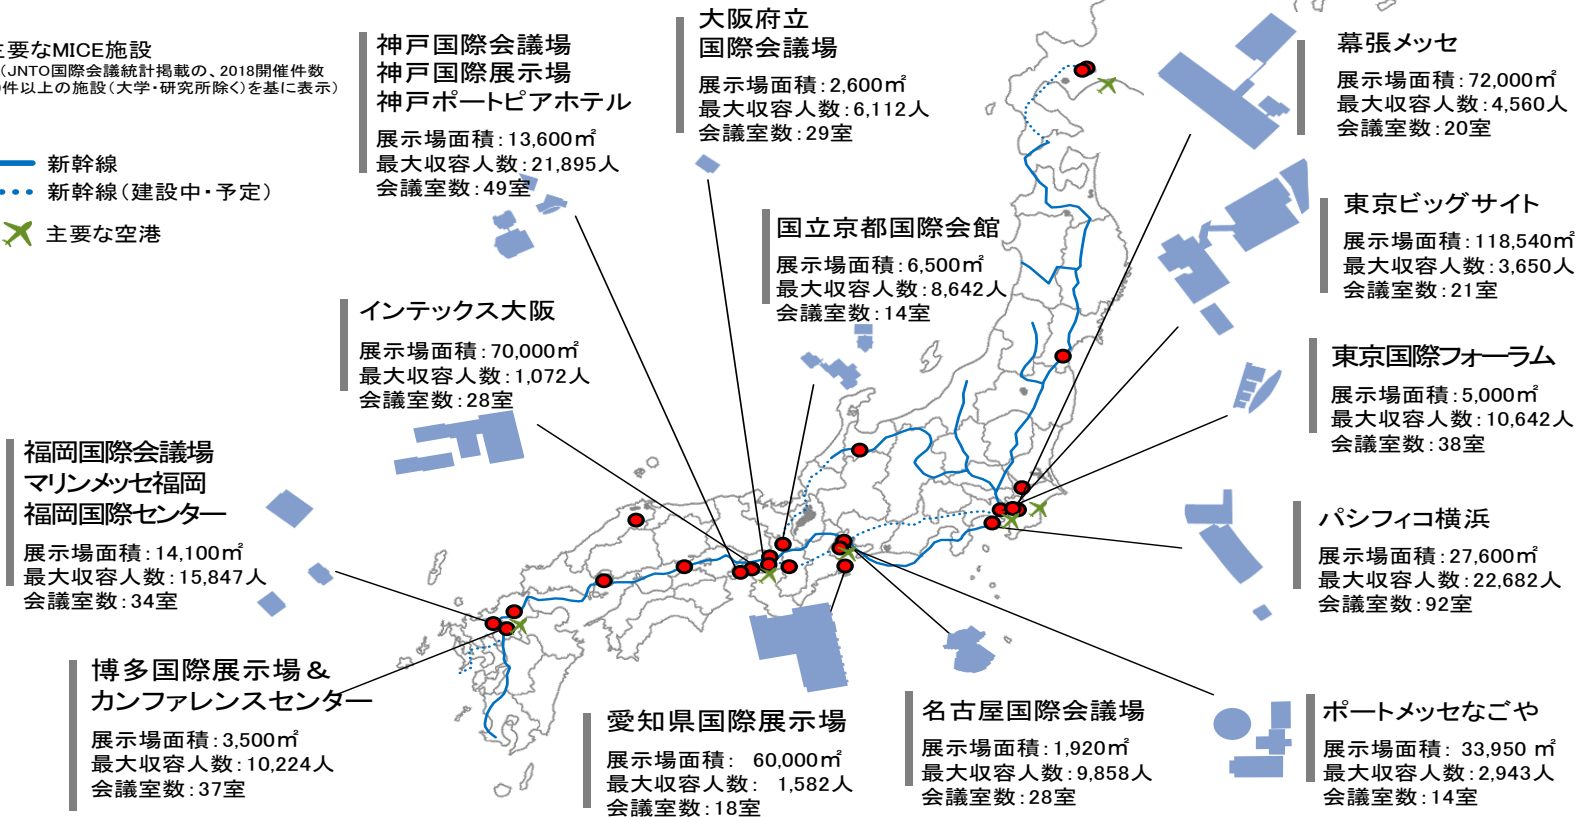 主要なMICE施設
(JNTO国際会議統計掲載の、2018開催件数
件以上の施設(大学・研究所除く)を基に表示)
新幹線
新幹線(建設中・予定)
主要な空港
神戸国際会議場
神戸国際展示場
神戸ポートピアホテル
展示場面積:13,600㎡
最大収容人数:21,895人
会議室数:49室
大阪府立
国際会議場
展示場面積:2,600㎡
最大収容人数:6,112人
会議室数:29室
幕張メッセ
展示場面積:72,000㎡
最大収容人数:4,560人
会議室数:20室
国立京都国際会館
展示場面積:6,500㎡
最大収容人数:8,642人
会議室数:14室
東京ビッグサイト
展示場面積:118,540㎡
最大収容人数:3,650人
会議室数:21室
インテックス大阪
展示場面積:70,000㎡
最大収容人数:1,072人
会議室数:28室
東京国際フォーラム
展示場面積:5,000㎡
最大収容人数:10,642人
会議室数:38室
福岡国際会議場
マリンメッセ福岡
福岡国際センター
展示場面積:14,100㎡
最大収容人数:15,847人
会議室数:34室
パシフィコ横浜
展示場面積:27,600㎡
最大収容人数:22,682人
会議室数:92室
博多国際展示場&
カンファレンスセンター
展示場面積:3,500㎡
最大収容人数:10,224人
会議室数:37室
愛知県国際展示場
展示場面積: 60,000㎡
最大収容人数: 1,582人
会議室数:18室
名古屋国際会議場
展示場面積:1,920㎡
最大収容人数:9,858人
会議室数:28室
ポートメッセなごや
展示場面積: 33,950 ㎡
最大収容人数:2,943人
会議室数:14室